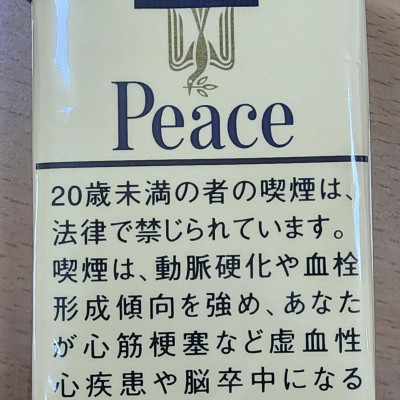 Peace
20歳未満の者の喫煙は、
法律で禁じられています。
喫煙は、動脈硬化や血栓
形成傾向を強め、あなた
が心筋梗塞など虚血性
心疾患や脳卒中になる